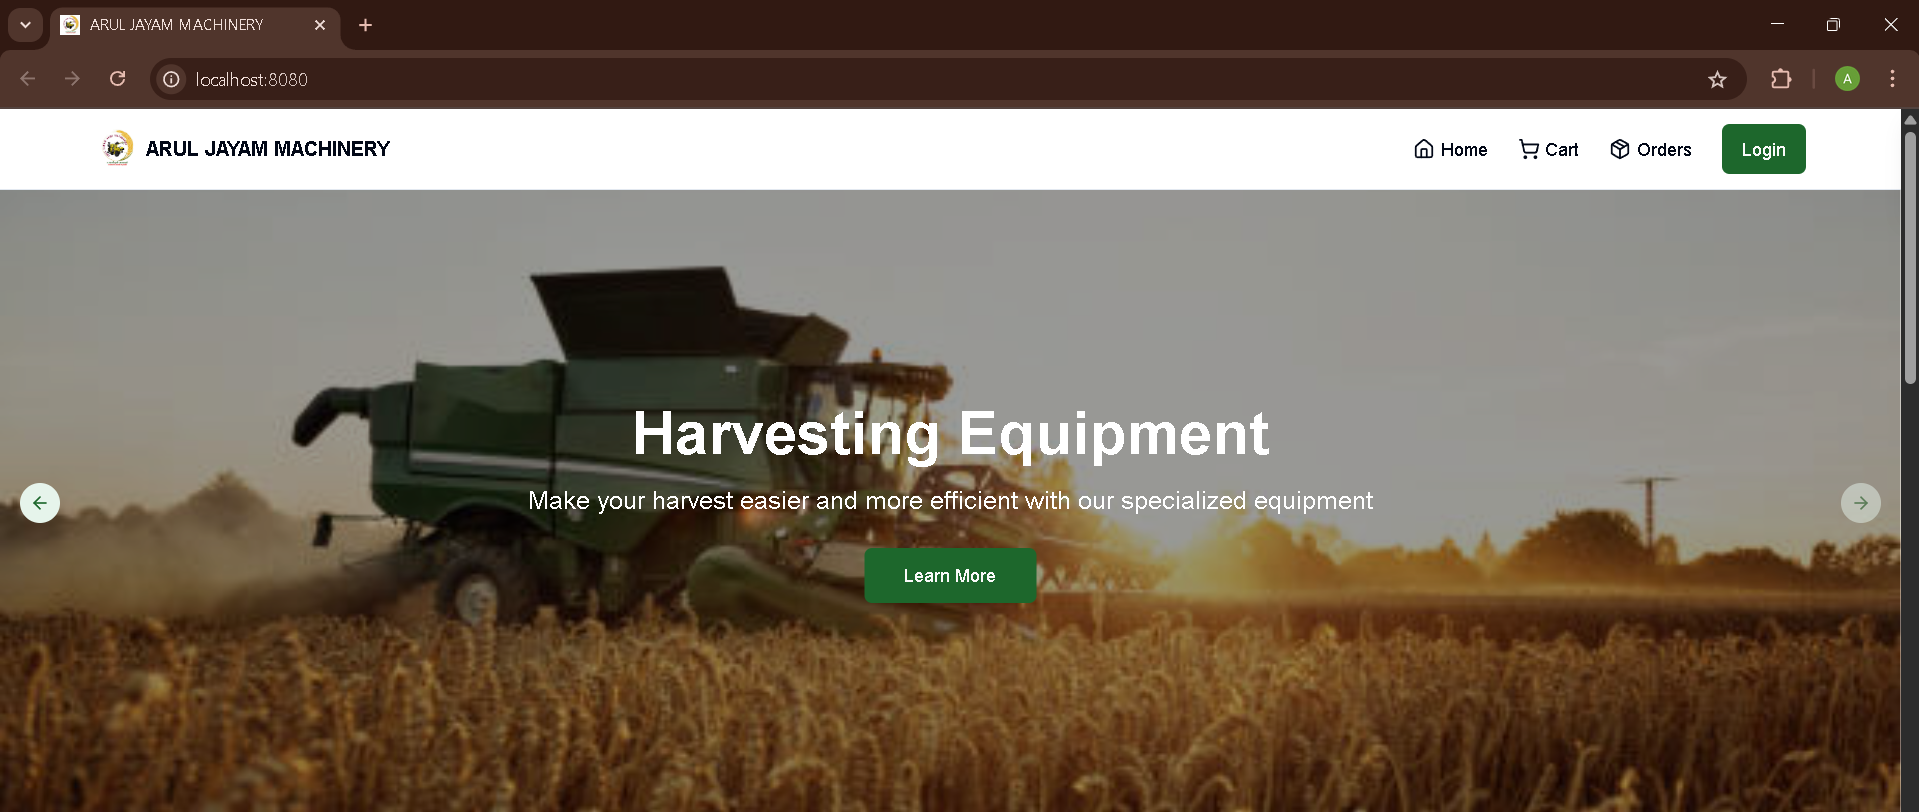 ARUL JAYAM MACHINERY
localhost:8080
A
ARUL JAYAM MACHINERY
Home
Cart
Orders
Login
Harvesting Equipment
Make your harvest easier and more efficient with our specialized equipment
Learn More